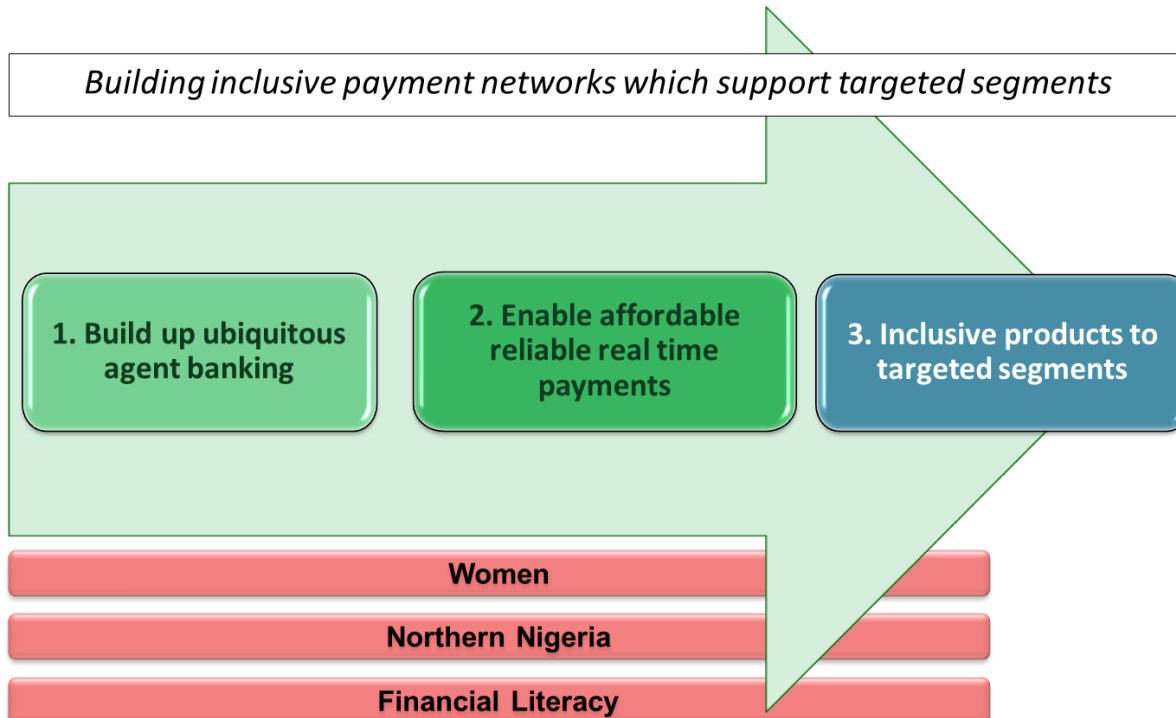 Building inclusive payment networks which support targeted segments
1. Build up ubiquitous
agent banking
2. Enable affordable
reliable real time
payments
3. Inclusive products to
targeted segments
Women
Northern Nigeria
Financial Literacy